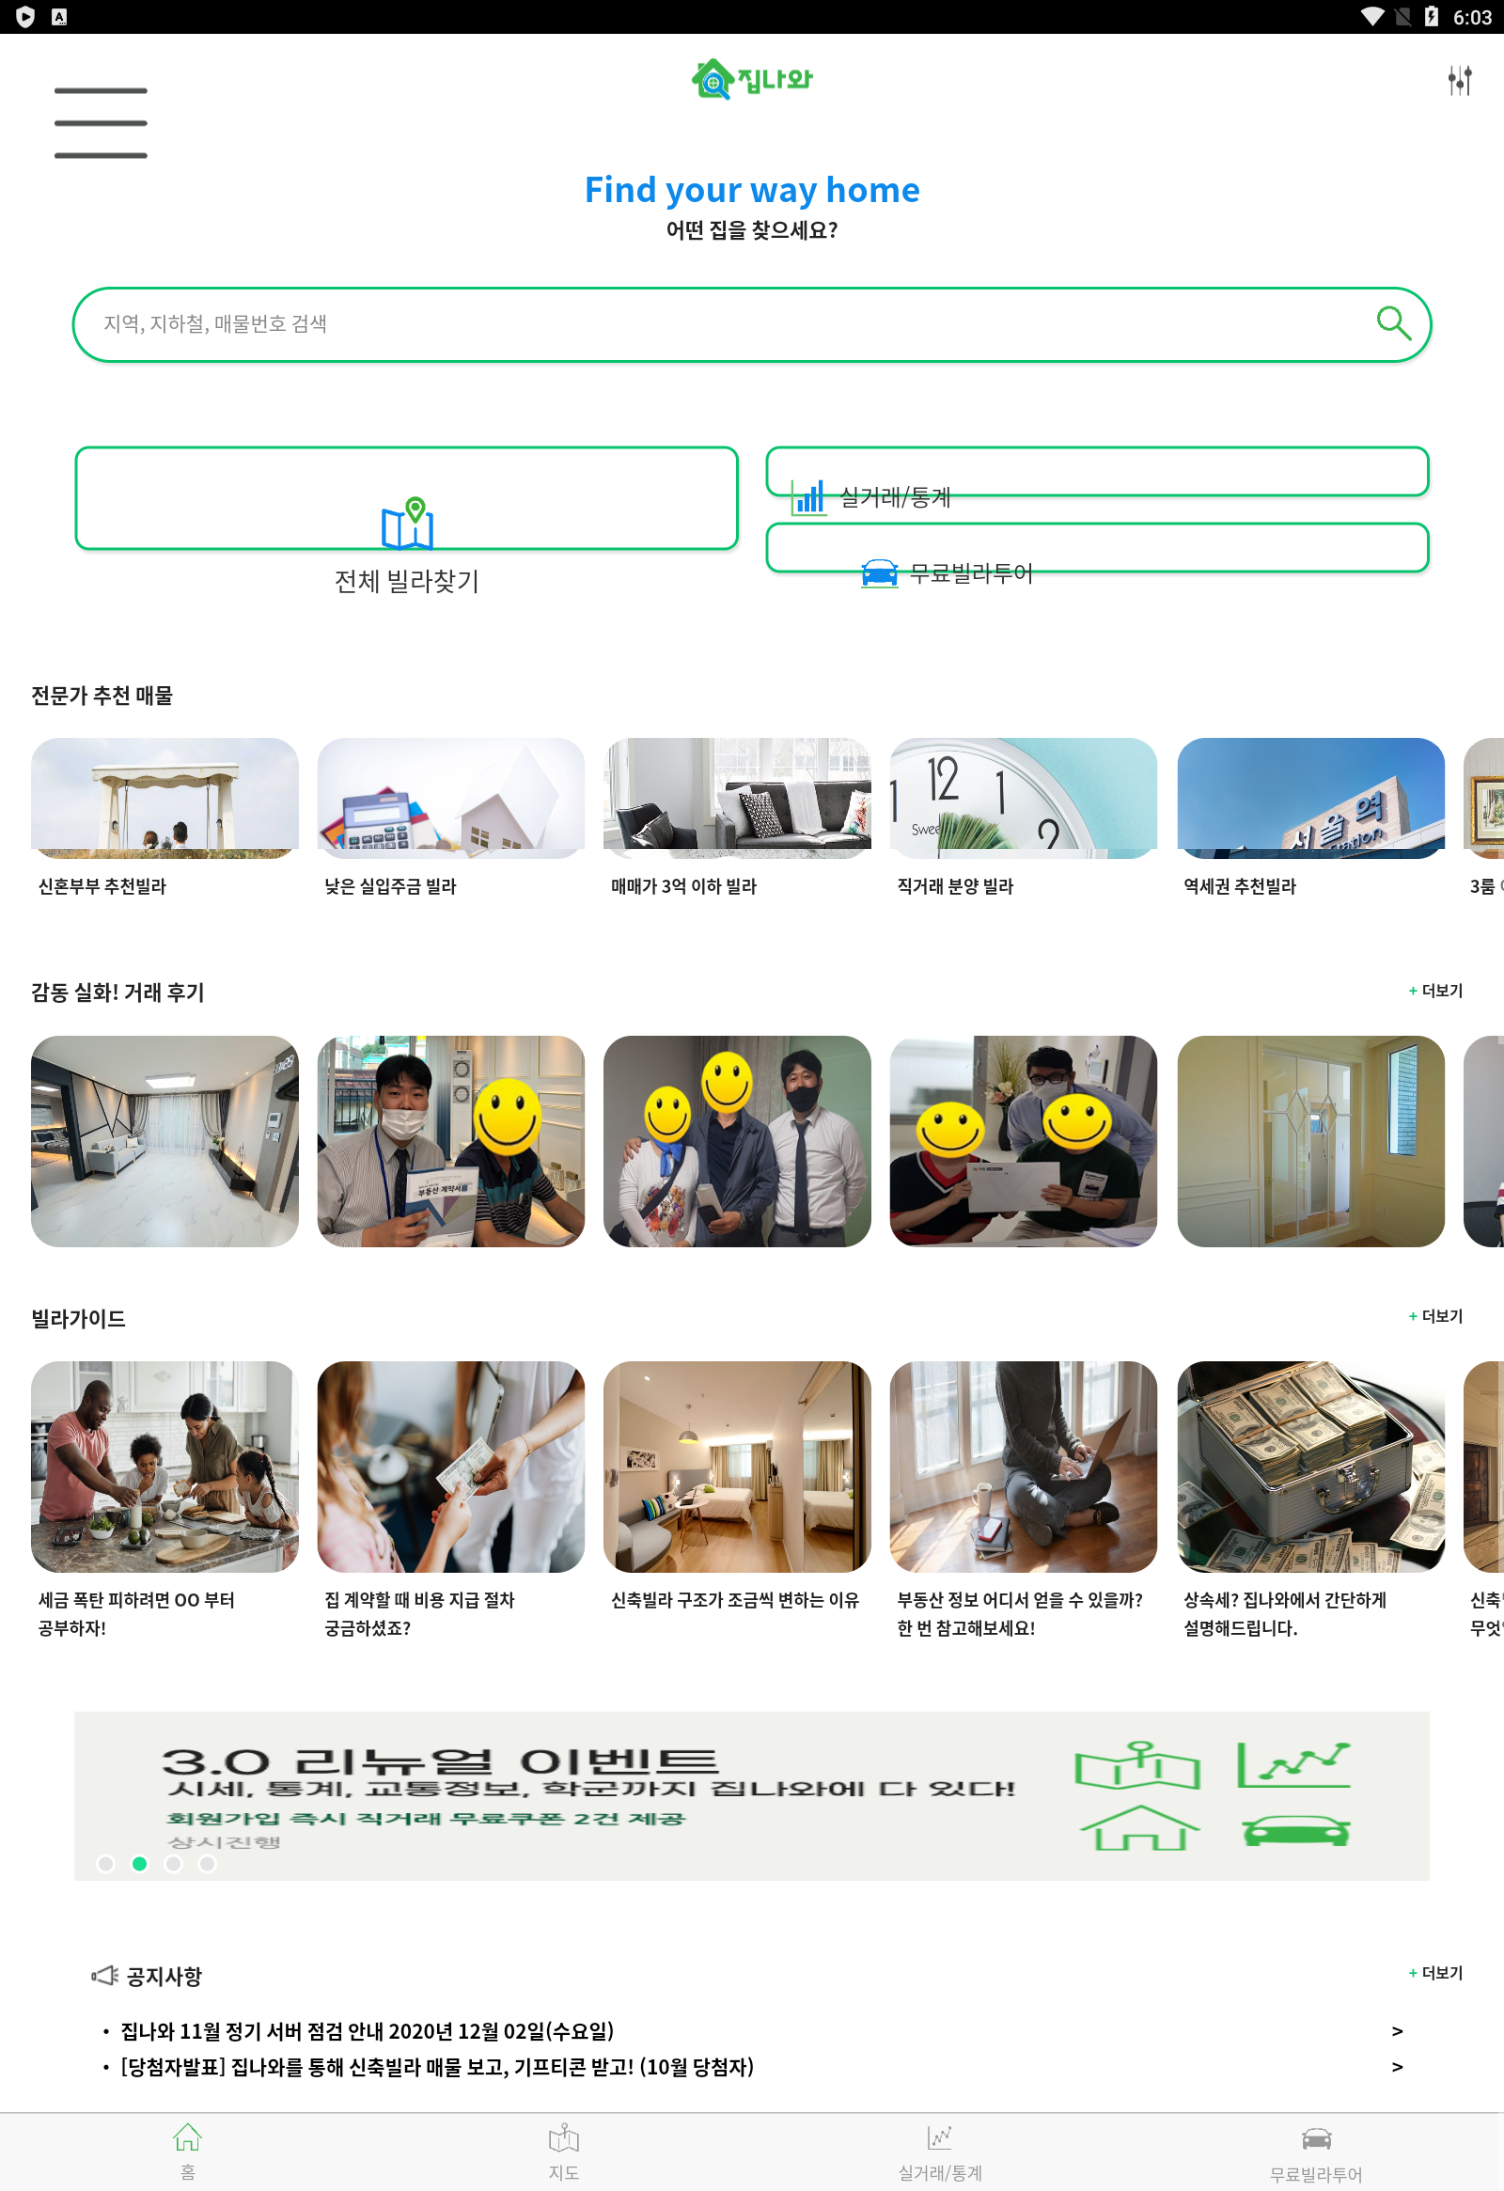 6:03
집나와
Find your way home
어떤 집을 찾으세요?
지역, 지하철, 매물번호 검색
전체 빌라찾기
실거래/통계
무료빌라투어
전문가 추천 매물
12
1
1
2
Swee
서울역
station
신혼부부 추천빌라
낮은 실입주금 빌라
매매가 3억 이하 빌라
직거래 분양 빌라
역세권 추천빌라
3룸
감동 실화! 거래 후기
+ 더보기
부동산 계약서류
빌라가이드
+ 더보기
세금 폭탄 피하려면 OO 부터
공부하자!
집 계약할 때 비용 지급 절차
궁금하셨죠?
신축빌라 구조가 조금씩 변하는 이유
부동산 정보 어디서 얻을 수 있을까?
한 번 참고해보세요!
상속세? 집나와에서 간단하게
설명해드립니다.
신축
무엇
3.0 리뉴얼 이벤트
시세, 통계, 교통정보, 학군까지 집나와에 다 있다!
회원가입 즉시 직거래 무료쿠폰 2건 제공
상시진행
공지사항
+ 더보기
• 집나와 11월 정기 서버 점검 안내 2020년 12월 02일(수요일) >
• [당첨자발표] 집나와를 통해 신축빌라 매물 보고, 기프티콘 받고! (10월 당첨자) >
홈
지도
실거래/통계
무료빌라투어